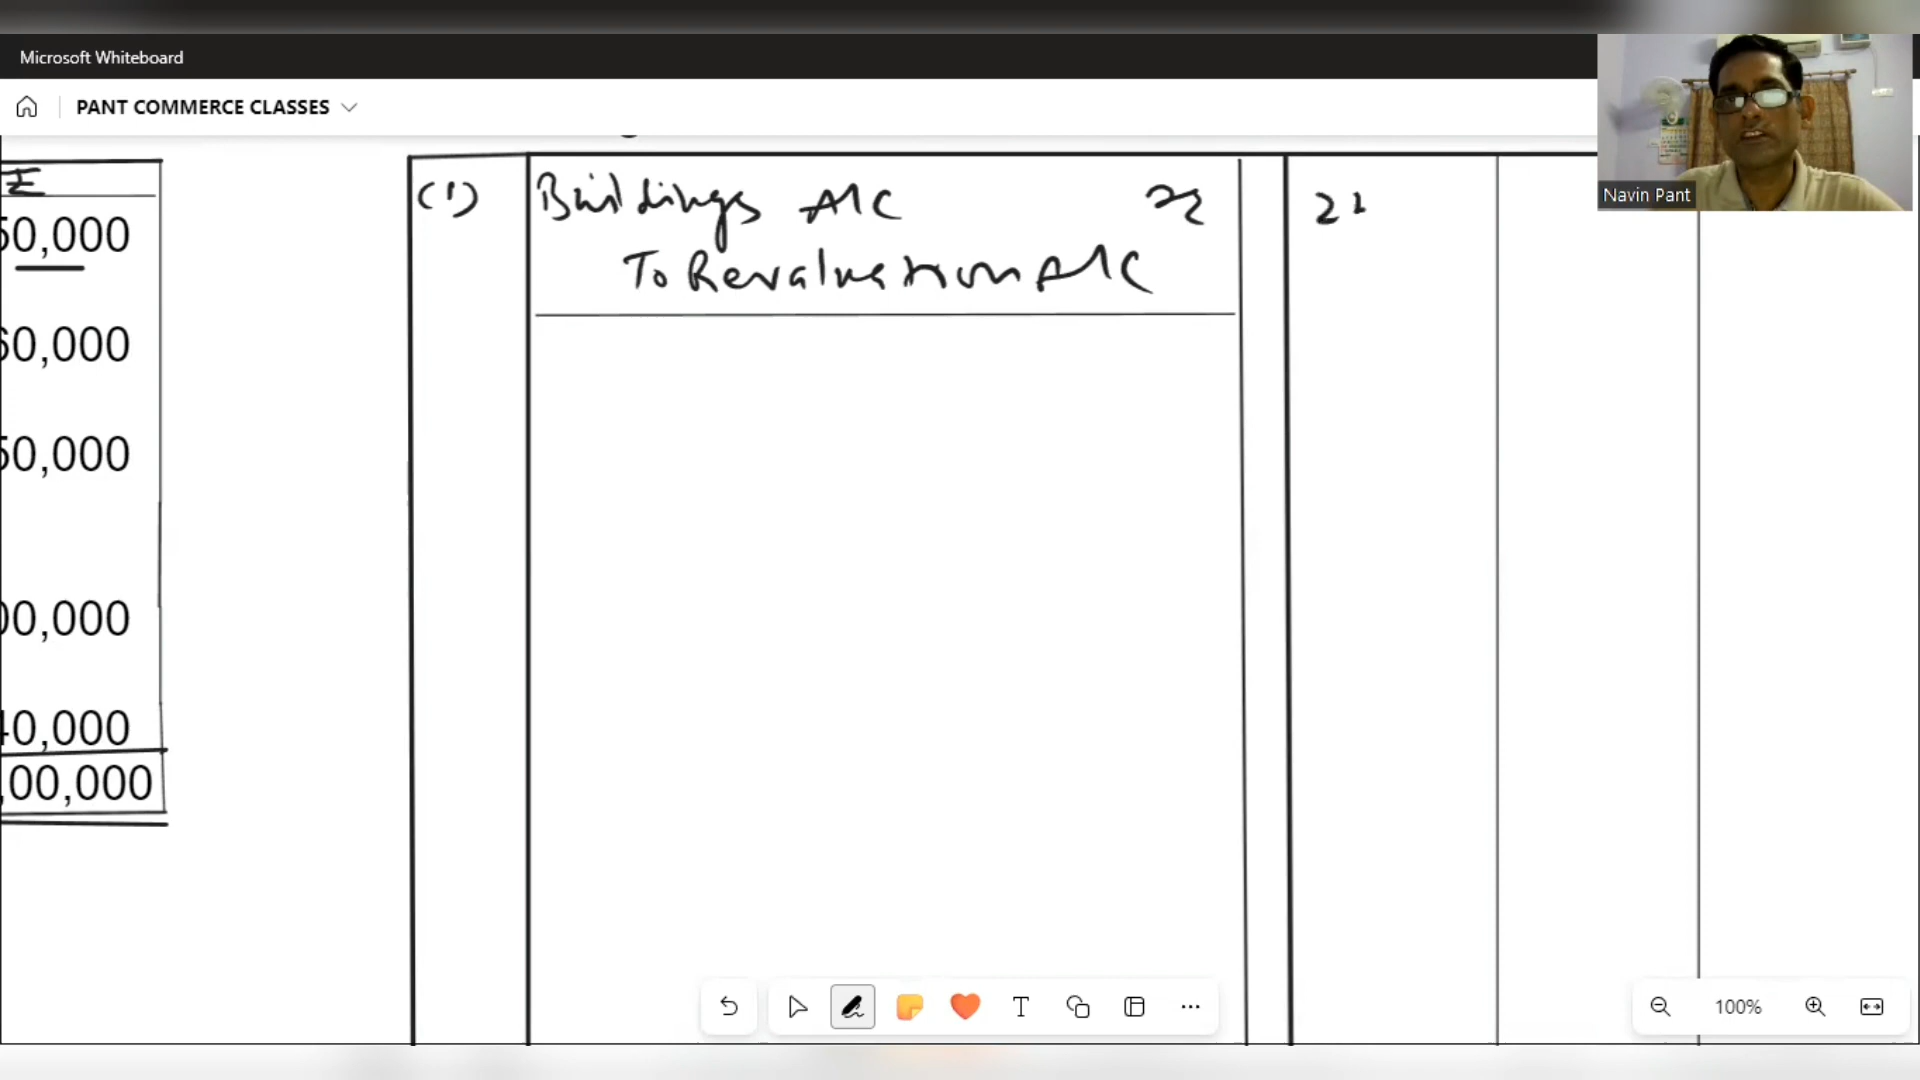 Microsoft Whiteboard
PANT COMMERCE CLASSES
Navin Pant
₹
50,000
60,000
50,000
00,000
40,000
,00,000
(1) Buildings A/C
To Revaluation A/C
T
100%